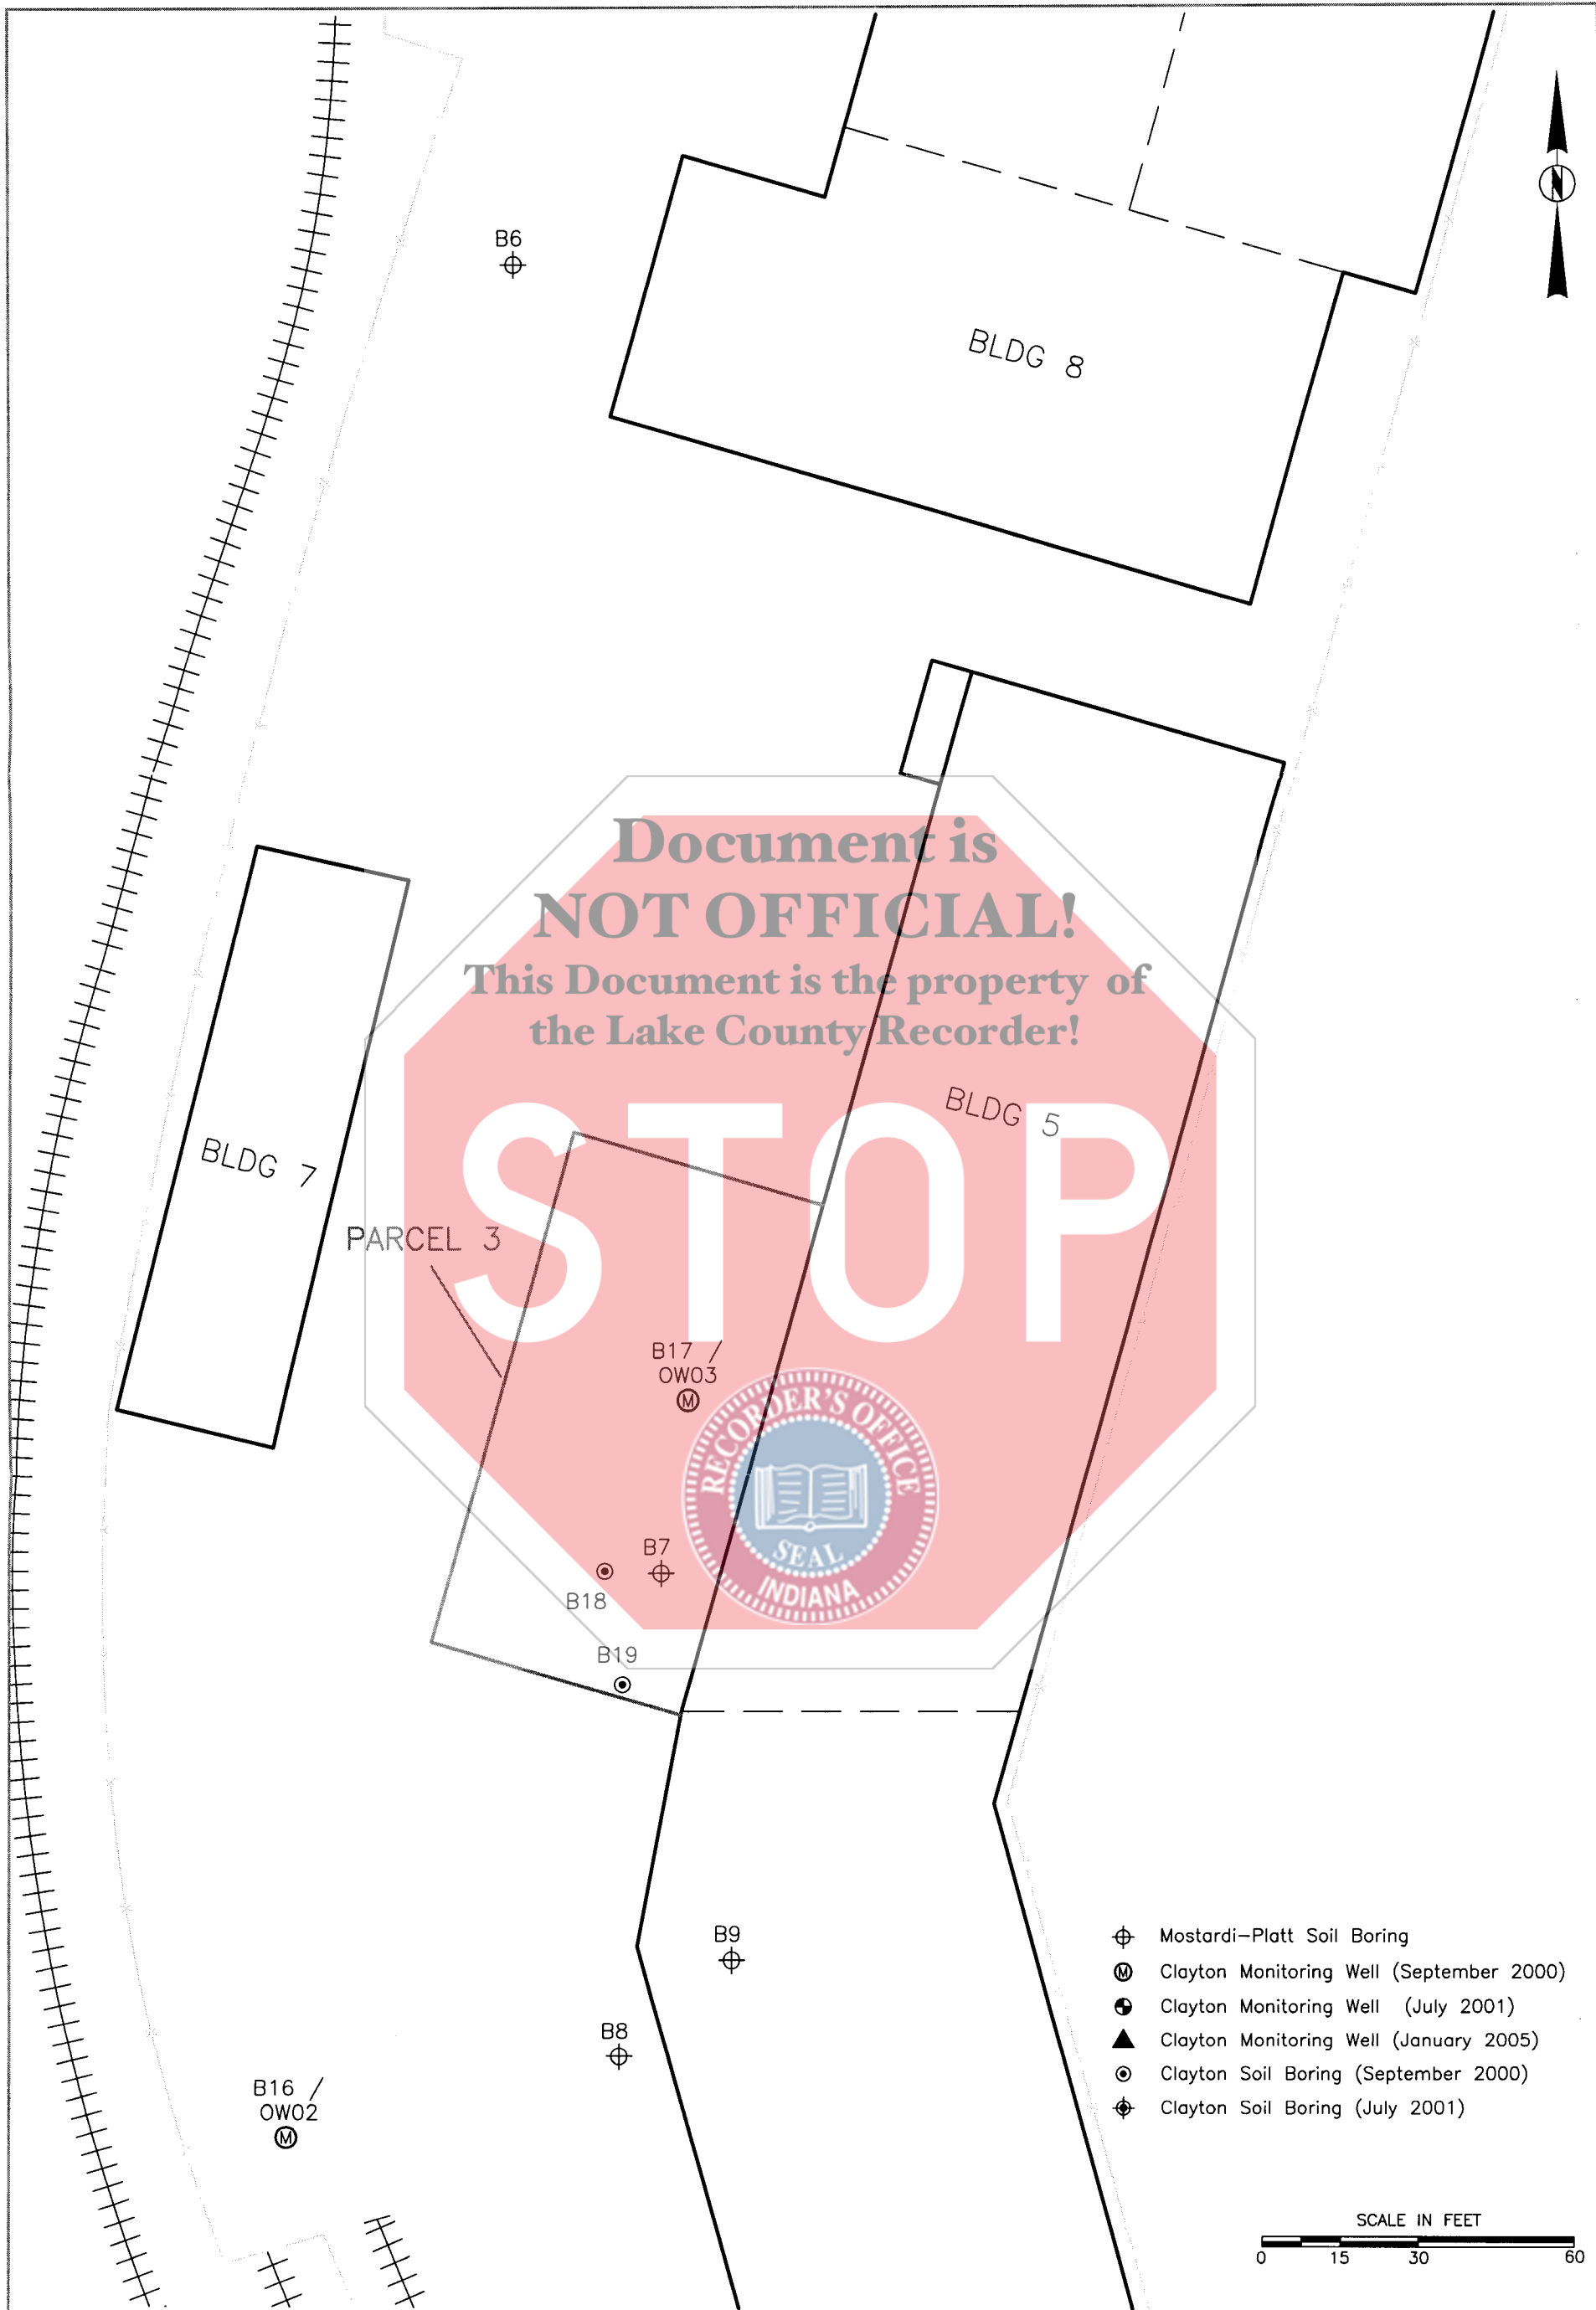 B6
N
BLDG 8
Document is
NOT OFFICIAL!
This Document is the property of
the Lake County Recorder!
BLDG 5
STOP
BLDG 7
PARCEL 3
B17 /
OW03
M
RECORDER'S OFFICE
SEAL
INDIANA
B7
B18
B19
B9
B8
B16 /
OW02
M
Mostardi-Platt Soil Boring
M Clayton Monitoring Well (September 2000)
Clayton Monitoring Well (July 2001)
Clayton Monitoring Well (January 2005)
Clayton Soil Boring (September 2000)
Clayton Soil Boring (July 2001)
SCALE IN FEET
0 15 30 60